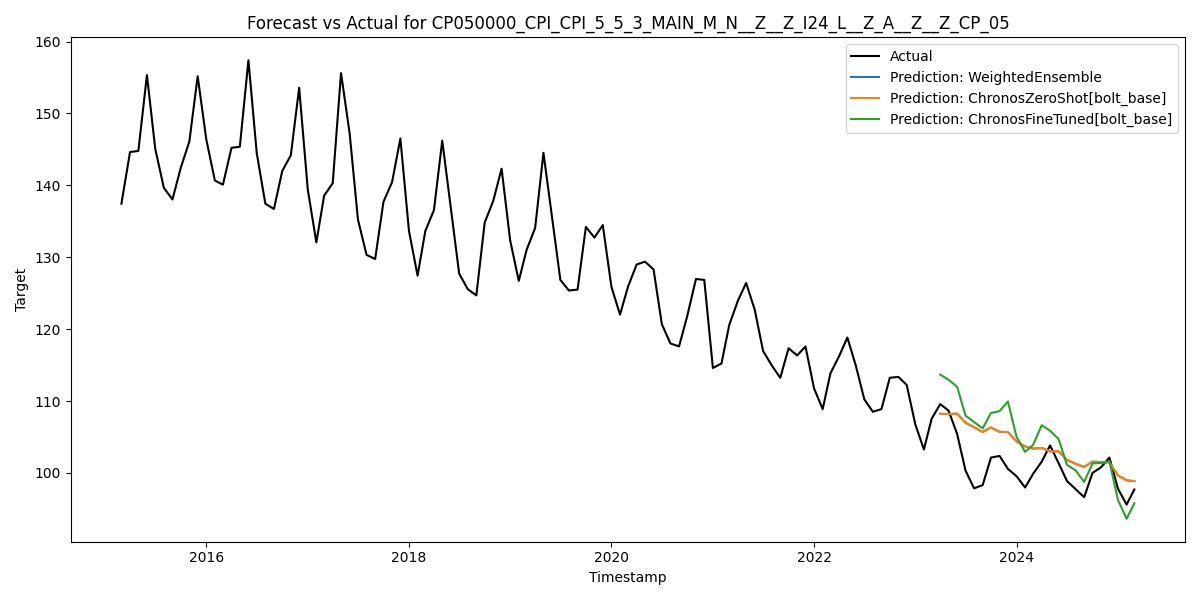 Forecast vs Actual for CP050000_CPI_CPI_5_5_3_MAIN_M_N__Z__Z_I24_L__Z_A__Z__Z_CP_05
Actual
Prediction: WeightedEnsemble
Prediction: ChronosZeroShot[bolt_base]
Prediction: ChronosFineTuned[bolt_base]
Target
160
150
140
130
120
110
100
2016
2018
2020
2022
2024
Timestamp